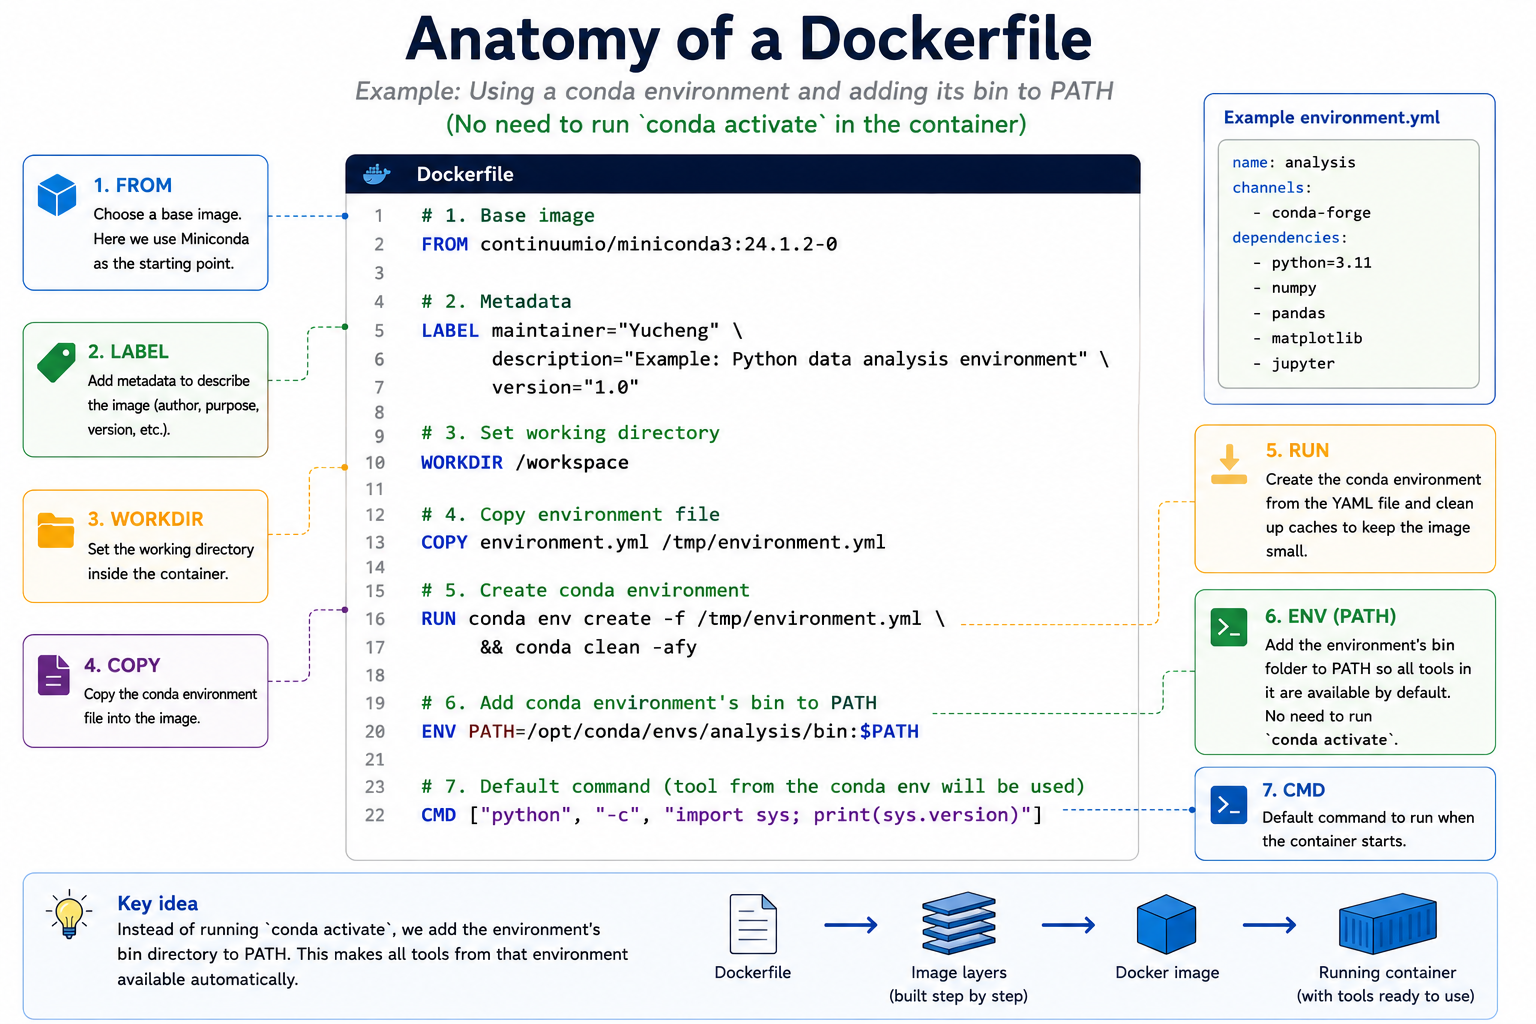 Anatomy of a Dockerfile
Example: Using a conda environment and adding its bin to PATH
(No need to run `conda activate` in the container)
1. FROM
Choose a base image.
Here we use Miniconda
as the starting point.
2. LABEL
Add metadata to describe
the image (author, purpose,
version, etc.).
3. WORKDIR
Set the working directory
inside the container.
4. COPY
Copy the conda environment
file into the image.
Dockerfile
1 # 1. Base image
2 FROM continuumio/miniconda3:24.1.2-0
3
4 # 2. Metadata
5 LABEL maintainer="Yucheng" \
6 description="Example: Python data analysis environment" \
7 version="1.0"
8
9 # 3. Set working directory
10 WORKDIR /workspace
11
12 # 4. Copy environment file
13 COPY environment.yml /tmp/environment.yml
14
15 # 5. Create conda environment
16 RUN conda env create -f /tmp/environment.yml \
17 && conda clean -afy
18
19 # 6. Add conda environment's bin to PATH
20 ENV PATH=/opt/conda/envs/analysis/bin:$PATH
21
23 # 7. Default command (tool from the conda env will be used)
22 CMD ["python", "-c", "import sys; print(sys.version)"]
Example environment.yml
name: analysis
channels:
- conda-forge
dependencies:
- python=3.11
- numpy
- pandas
- matplotlib
- jupyter
5. RUN
Create the conda environment
from the YAML file and clean
up caches to keep the image
small.
6. ENV (PATH)
Add the environment's bin
folder to PATH so all tools in
it are available by default.
No need to run
`conda activate`.
7. CMD
Default command to run when
the container starts.
Key idea
Instead of running `conda activate`, we add the environment's
bin directory to PATH. This makes all tools from that environment
available automatically.
Dockerfile
Image layers
(built step by step)
Docker image
Running container
(with tools ready to use)